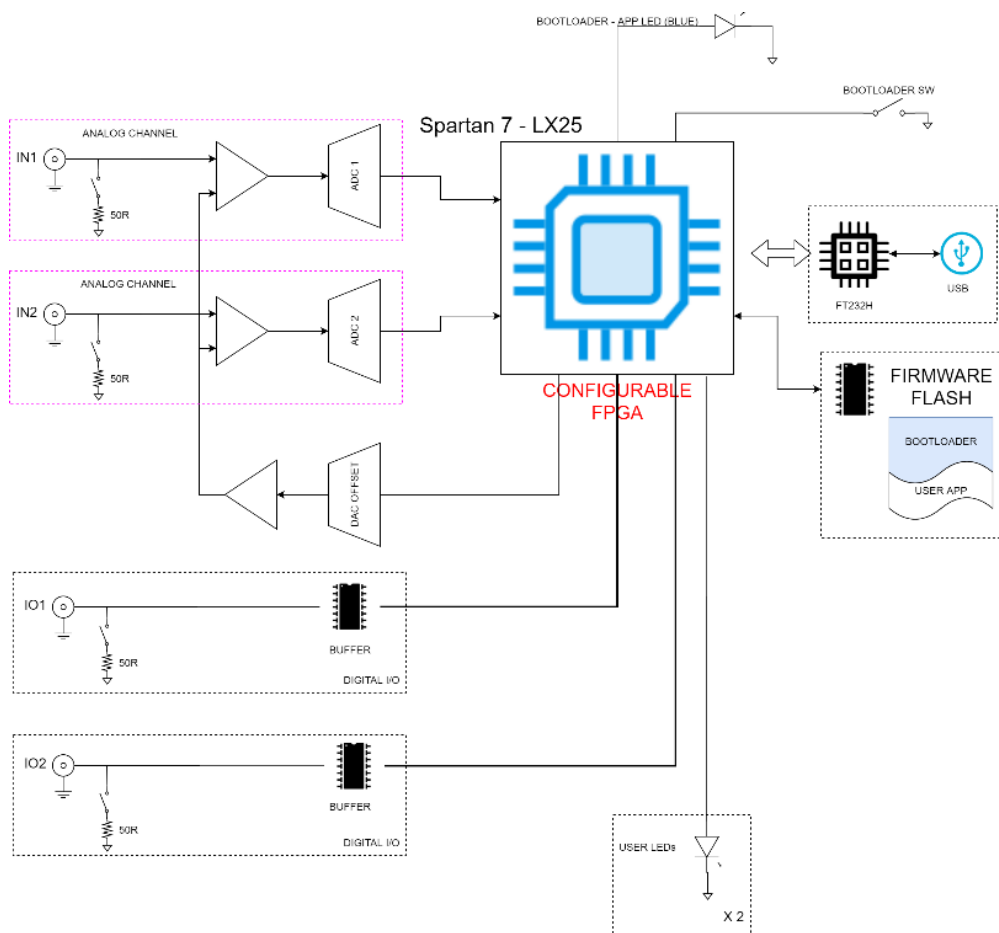 BOOTLOADER - APP LED (BLUE)
BOOTLOADER SW
Spartan 7 - LX25
ANALOG CHANNEL
IN1
50R
ADC 1
ANALOG CHANNEL
IN2
50R
ADC 2
FT232H
USB
CONFIGURABLE
FPGA
FIRMWARE
FLASH
BOOTLOADER
USER APP
DAC OFFSET
IO1
50R
BUFFER
DIGITAL I/O
IO2
50R
BUFFER
DIGITAL I/O
USER LEDs
X 2